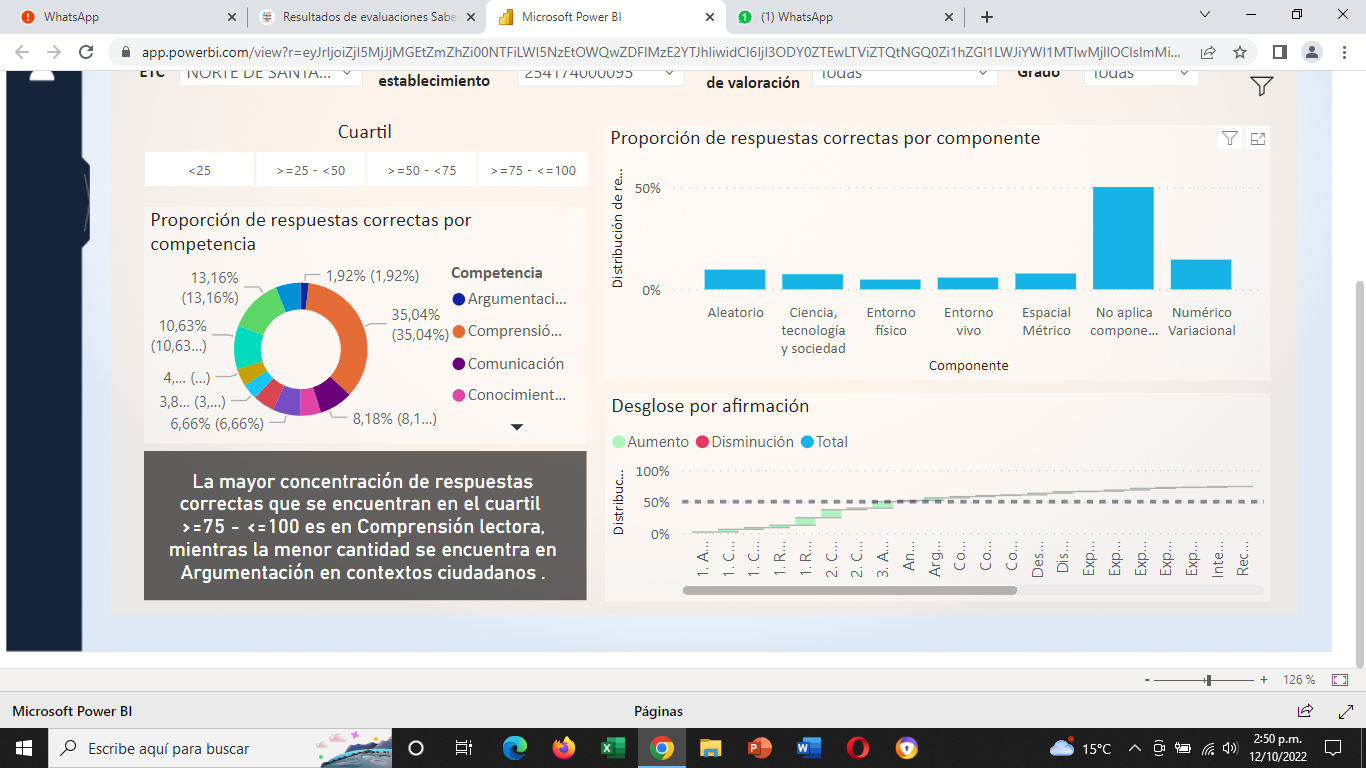 WhatsApp
Resultados de evaluaciones Sabe
Microsoft Power BI
(1) WhatsApp
app.powerbi.com/view?r=eyJrIjoiZjI5MjJjMGEtZmZhZi00NTFiLWI5NzEtOWQwZDFlMzE2YTJhIiwidCI6IjI3ODY0ZTEwLTViZTQtNGQ0Zi1hZGI1LWJiYWI1MTIwMjllOCIsImMi...
ETC
NORTE DE SANTA...
establecimiento
254174000095
de valoración
Todas
Grado
Todas
Cuartil
<25
>=25 - <50
>=50 - <75
>=75 - <=100
Proporción de respuestas correctas por
competencia
1,92% (1,92%)
35,04%
(35,04%)
8,18% (8,1...)
6,66% (6,66%)
3,8... (3,...)
4,... (...)
10,63%
(10,63...)
13,16%
(13,16%)
Competencia
Argumentaci...
Comprensió...
Comunicación
Conocimient...
La mayor concentración de respuestas
correctas que se encuentran en el cuartil
>=75 - <=100 es en Comprensión lectora,
mientras la menor cantidad se encuentra en
Argumentación en contextos ciudadanos .
Proporción de respuestas correctas por componente
Distribución de re...
50%
0%
Aleatorio
Ciencia,
tecnología
y sociedad
Entorno
físico
Entorno
vivo
Espacial
Métrico
No aplica
compone...
Numérico
Variacional
Componente
Desglose por afirmación
Aumento
Disminución
Total
Distribuc...
100%
50%
0%
1. A...
1. C...
1. C...
1. R...
1. R...
2. C...
2. C...
3. A...
An...
Arg...
Co...
Co...
Co...
Des...
Dis...
Exp...
Exp...
Exp...
Exp...
Exp...
Inte...
Rec...
-
+
126 %
Microsoft Power BI
Páginas
Escribe aquí para buscar
15°C
2:50 p.m.
12/10/2022